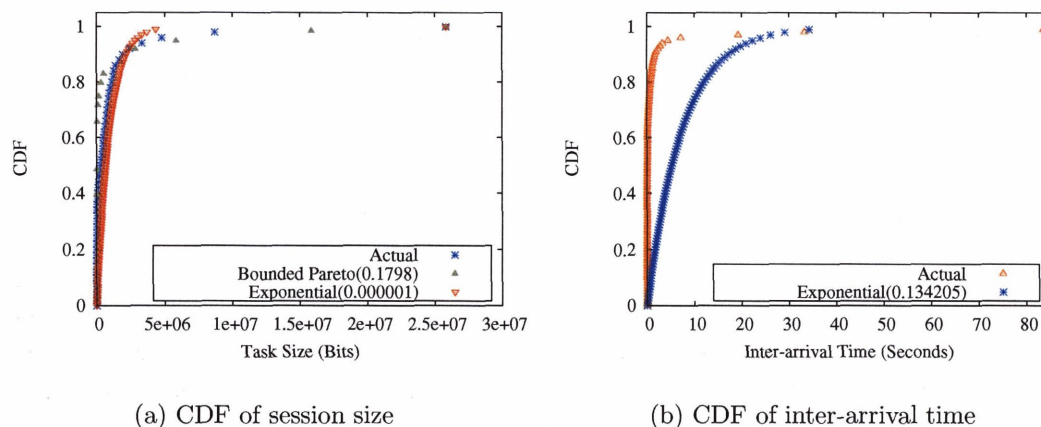 CDF
1
0.8
0.6
0.4
0.2
0
Actual
Bounded Pareto(0.1798)
Exponential(0.000001)
0 5e+06 1e+07 1.5e+07 2e+07 2.5e+07 3e+07
Task Size (Bits)
(a) CDF of session size
CDF
1
0.8
0.6
0.4
0.2
0
Actual
Exponential(0.134205)
0 10 20 30 40 50 60 70 80
Inter-arrival Time (Seconds)
(b) CDF of inter-arrival time